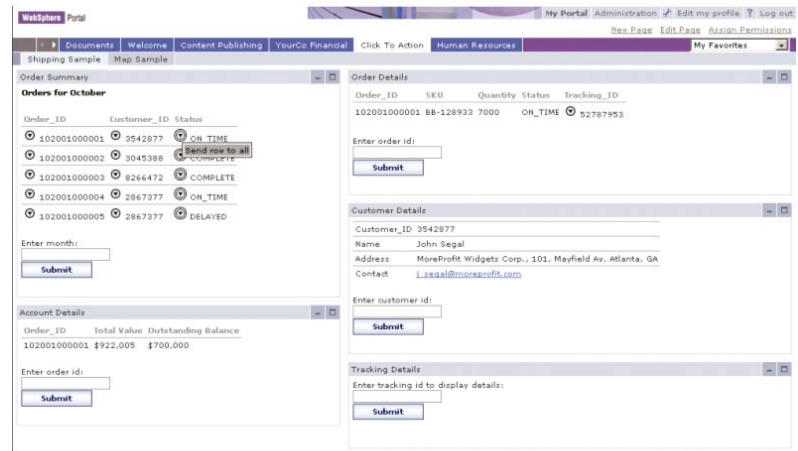 WebSphere Portal
My Portal Administration Edit my profile ? Log out
New Page Edit Page Assign Permissions
Documents Welcome Content Publishing YourCo Financial Click To Action Human Resources My Favorites
Shipping Sample Map Sample
Order Summary
Orders for October
Order_ID Customer_ID Status
102001000001 3542877 ON_TIME
Send row to all
102001000002 3045388 COMPLETE
102001000003 8266472 COMPLETE
102001000004 2867377 ON_TIME
102001000005 2867377 DELAYED
Enter month:
Submit
Account Details
Order_ID Total Value Outstanding Balance
102001000001 $922,005 $700,000
Enter order id:
Submit
Order Details
Order_ID SKU Quantity Status Tracking_ID
102001000001 BB-128933 7000 ON_TIME 52787953
Enter order id:
Submit
Customer Details
Customer_ID 3542877
Name John Segal
Address MoreProfit Widgets Corp., 101, Mayfield Av, Atlanta, GA
Contact j_segal@moreprofit.com
Enter customer id:
Submit
Tracking Details
Enter tracking id to display details:
Submit